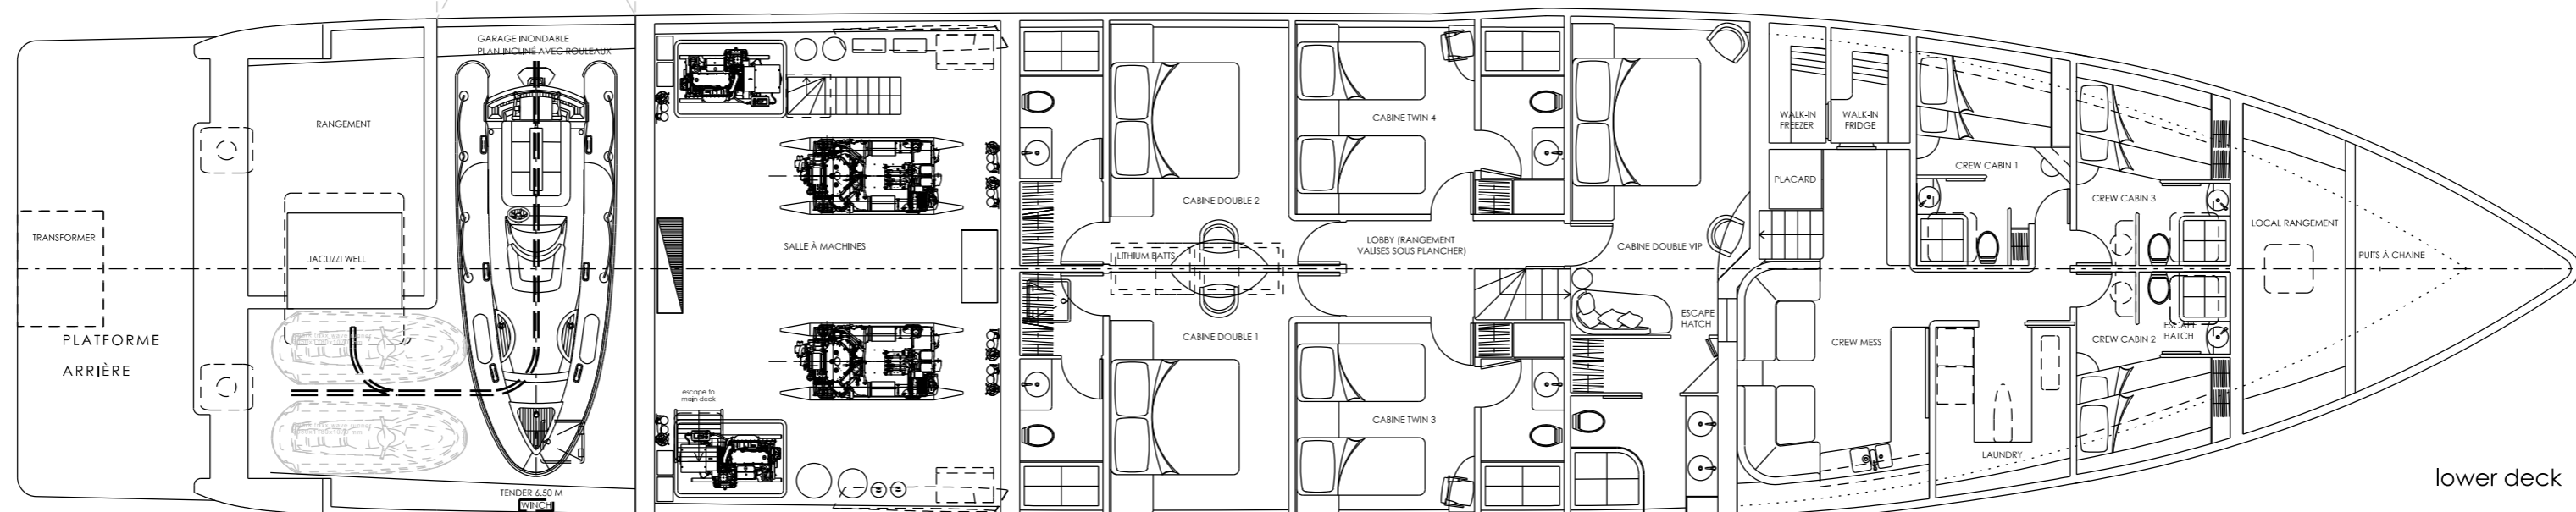 GARAGE INONDABLE
PLAN INCLINÉ AVEC ROULEAUX
RANGEMENT
TRANSFORMER
JACUZZI WELL
PLATFORME
ARRIÈRE
TENDER 6.50 M
WINCH
SALLE À MACHINES
escape to
main deck
CABINE DOUBLE 2
LITHIUM BATTS
CABINE DOUBLE 1
CABINE TWIN 4
LOBBY (RANGEMENT
VALISES SOUS PLANCHER)
CABINE TWIN 3
CABINE DOUBLE VIP
ESCAPE
HATCH
WALK-IN
FREEZER
WALK-IN
FRIDGE
PLACARD
CREW MESS
CREW CABIN 1
CREW CABIN 3
CREW CABIN 2
ESCAPE
HATCH
LAUNDRY
LOCAL RANGEMENT
PUITS À CHAINE
lower deck